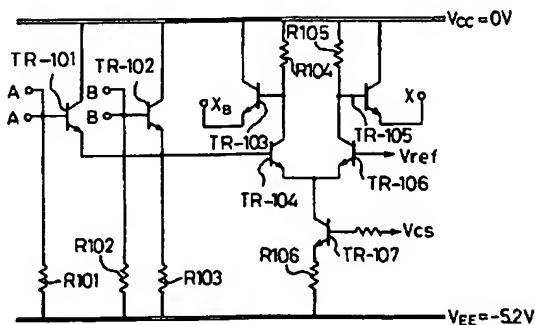 Vcc=0V
R105
R104
TR-101
TR-102
A
B
XB
X
A
B
TR-103
TR-105
Vref
TR-104
TR-106
Vcs
R102
R106
TR-107
R101
R103
VEE=-5.2V